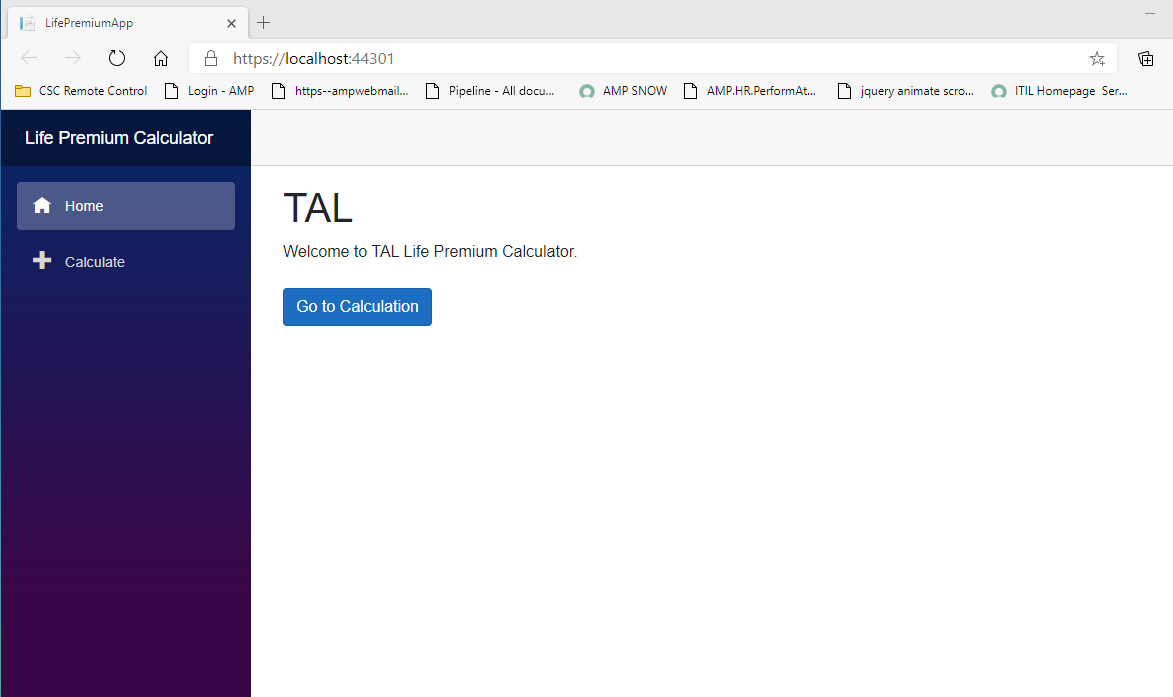 LifePremiumApp
https://localhost:44301
CSC Remote Control Login - AMP https--ampwebmail... Pipeline - All docu... AMP SNOW AMP.HR.PerformAt... jquery animate scro... ITIL Homepage Ser...
Life Premium Calculator
Home
Calculate
TAL
Welcome to TAL Life Premium Calculator.
Go to Calculation